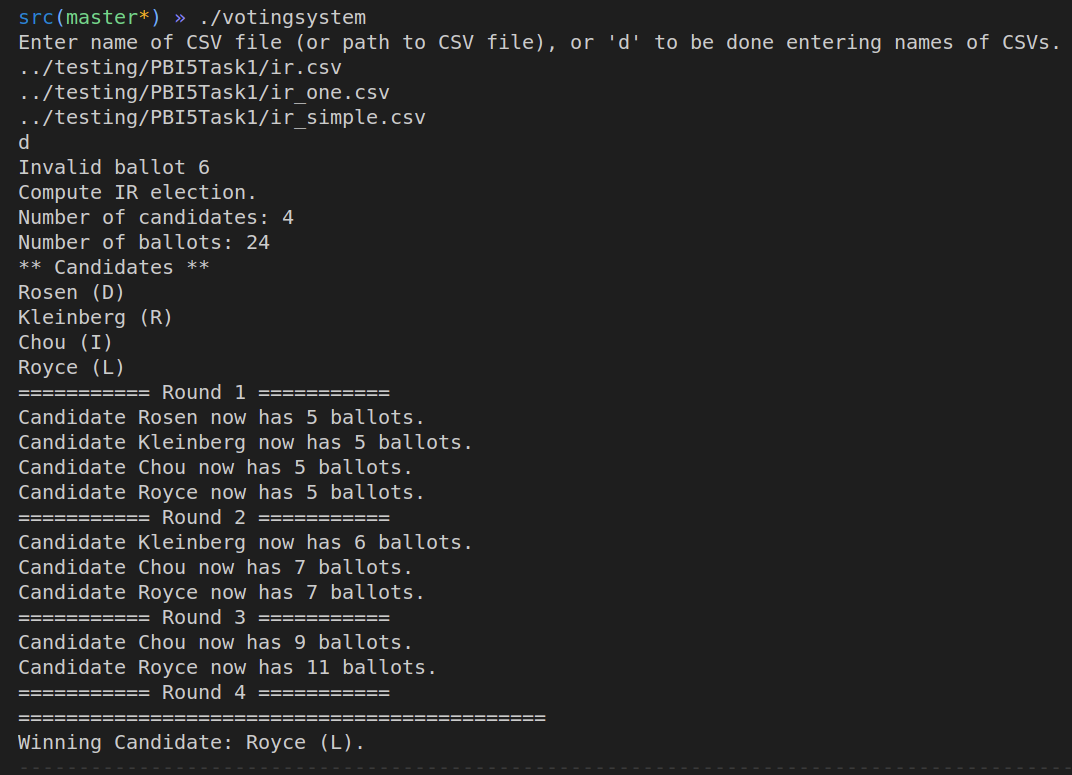 src(master*) » ./votingsystem
Enter name of CSV file (or path to CSV file), or 'd' to be done entering names of CSVs.
../testing/PBI5Task1/ir.csv
../testing/PBI5Task1/ir_one.csv
../testing/PBI5Task1/ir_simple.csv
d
Invalid ballot 6
Compute IR election.
Number of candidates: 4
Number of ballots: 24
** Candidates **
Rosen (D)
Kleinberg (R)
Chou (I)
Royce (L)
=========== Round 1 ===========
Candidate Rosen now has 5 ballots.
Candidate Kleinberg now has 5 ballots.
Candidate Chou now has 5 ballots.
Candidate Royce now has 5 ballots.
=========== Round 2 ===========
Candidate Kleinberg now has 6 ballots.
Candidate Chou now has 7 ballots.
Candidate Royce now has 7 ballots.
=========== Round 3 ===========
Candidate Chou now has 9 ballots.
Candidate Royce now has 11 ballots.
=========== Round 4 ===========
============================================
Winning Candidate: Royce (L).